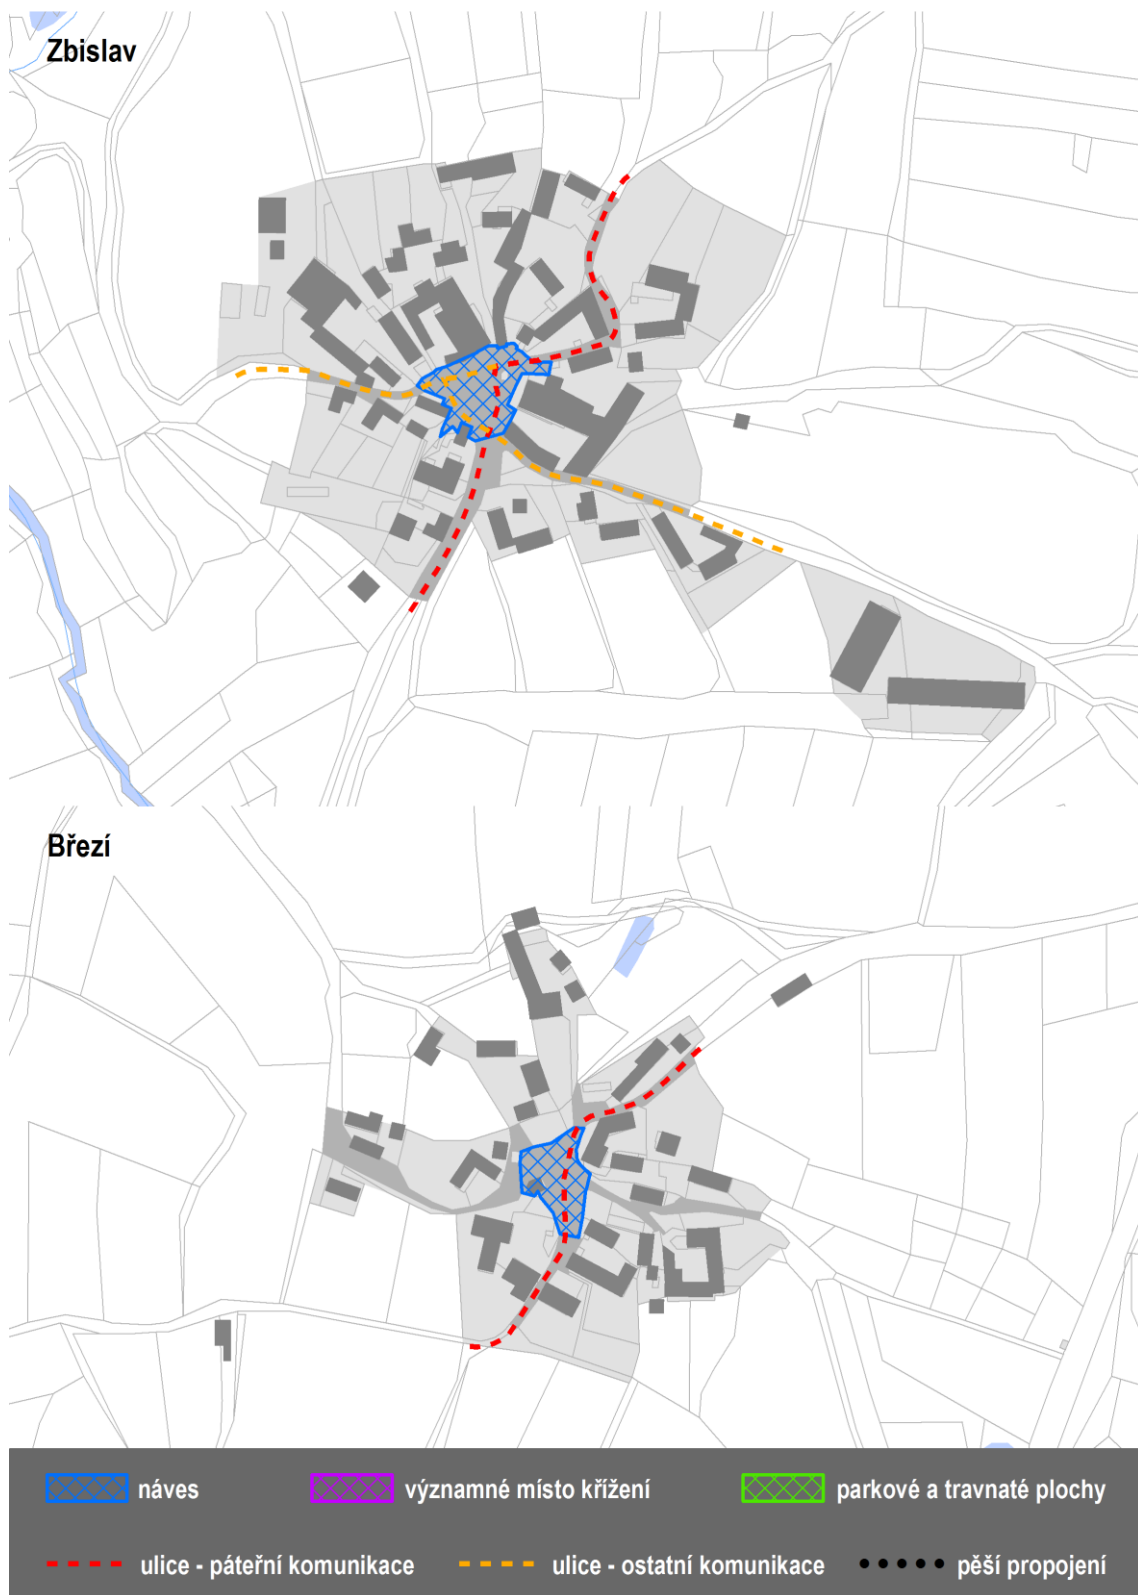 Zbislav
Březí
náves
významné místo křížení
parkové a travnaté plochy
ulice - páteřní komunikace
ulice - ostatní komunikace
pěší propojení